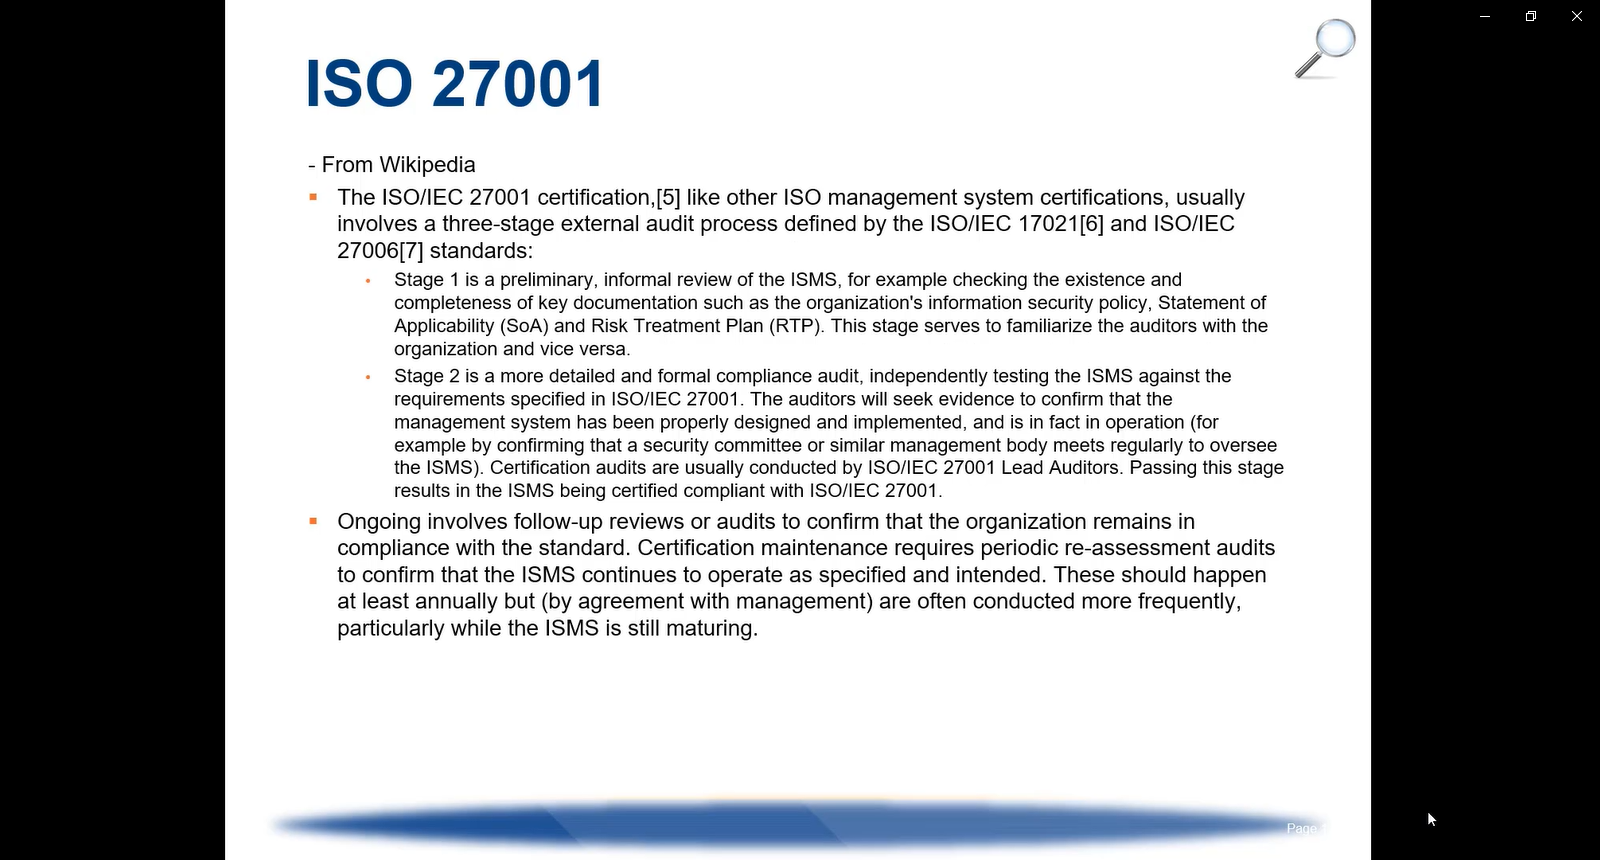 ISO 27001
- From Wikipedia
The ISO/IEC 27001 certification,[5] like other ISO management system certifications, usually
involves a three-stage external audit process defined by the ISO/IEC 17021[6] and ISO/IEC
27006[7] standards:
Stage 1 is a preliminary, informal review of the ISMS, for example checking the existence and
completeness of key documentation such as the organization's information security policy, Statement of
Applicability (SoA) and Risk Treatment Plan (RTP). This stage serves to familiarize the auditors with the
organization and vice versa.
Stage 2 is a more detailed and formal compliance audit, independently testing the ISMS against the
requirements specified in ISO/IEC 27001. The auditors will seek evidence to confirm that the
management system has been properly designed and implemented, and is in fact in operation (for
example by confirming that a security committee or similar management body meets regularly to oversee
the ISMS). Certification audits are usually conducted by ISO/IEC 27001 Lead Auditors. Passing this stage
results in the ISMS being certified compliant with ISO/IEC 27001.
Ongoing involves follow-up reviews or audits to confirm that the organization remains in
compliance with the standard. Certification maintenance requires periodic re-assessment audits
to confirm that the ISMS continues to operate as specified and intended. These should happen
at least annually but (by agreement with management) are often conducted more frequently,
particularly while the ISMS is still maturing.
Page